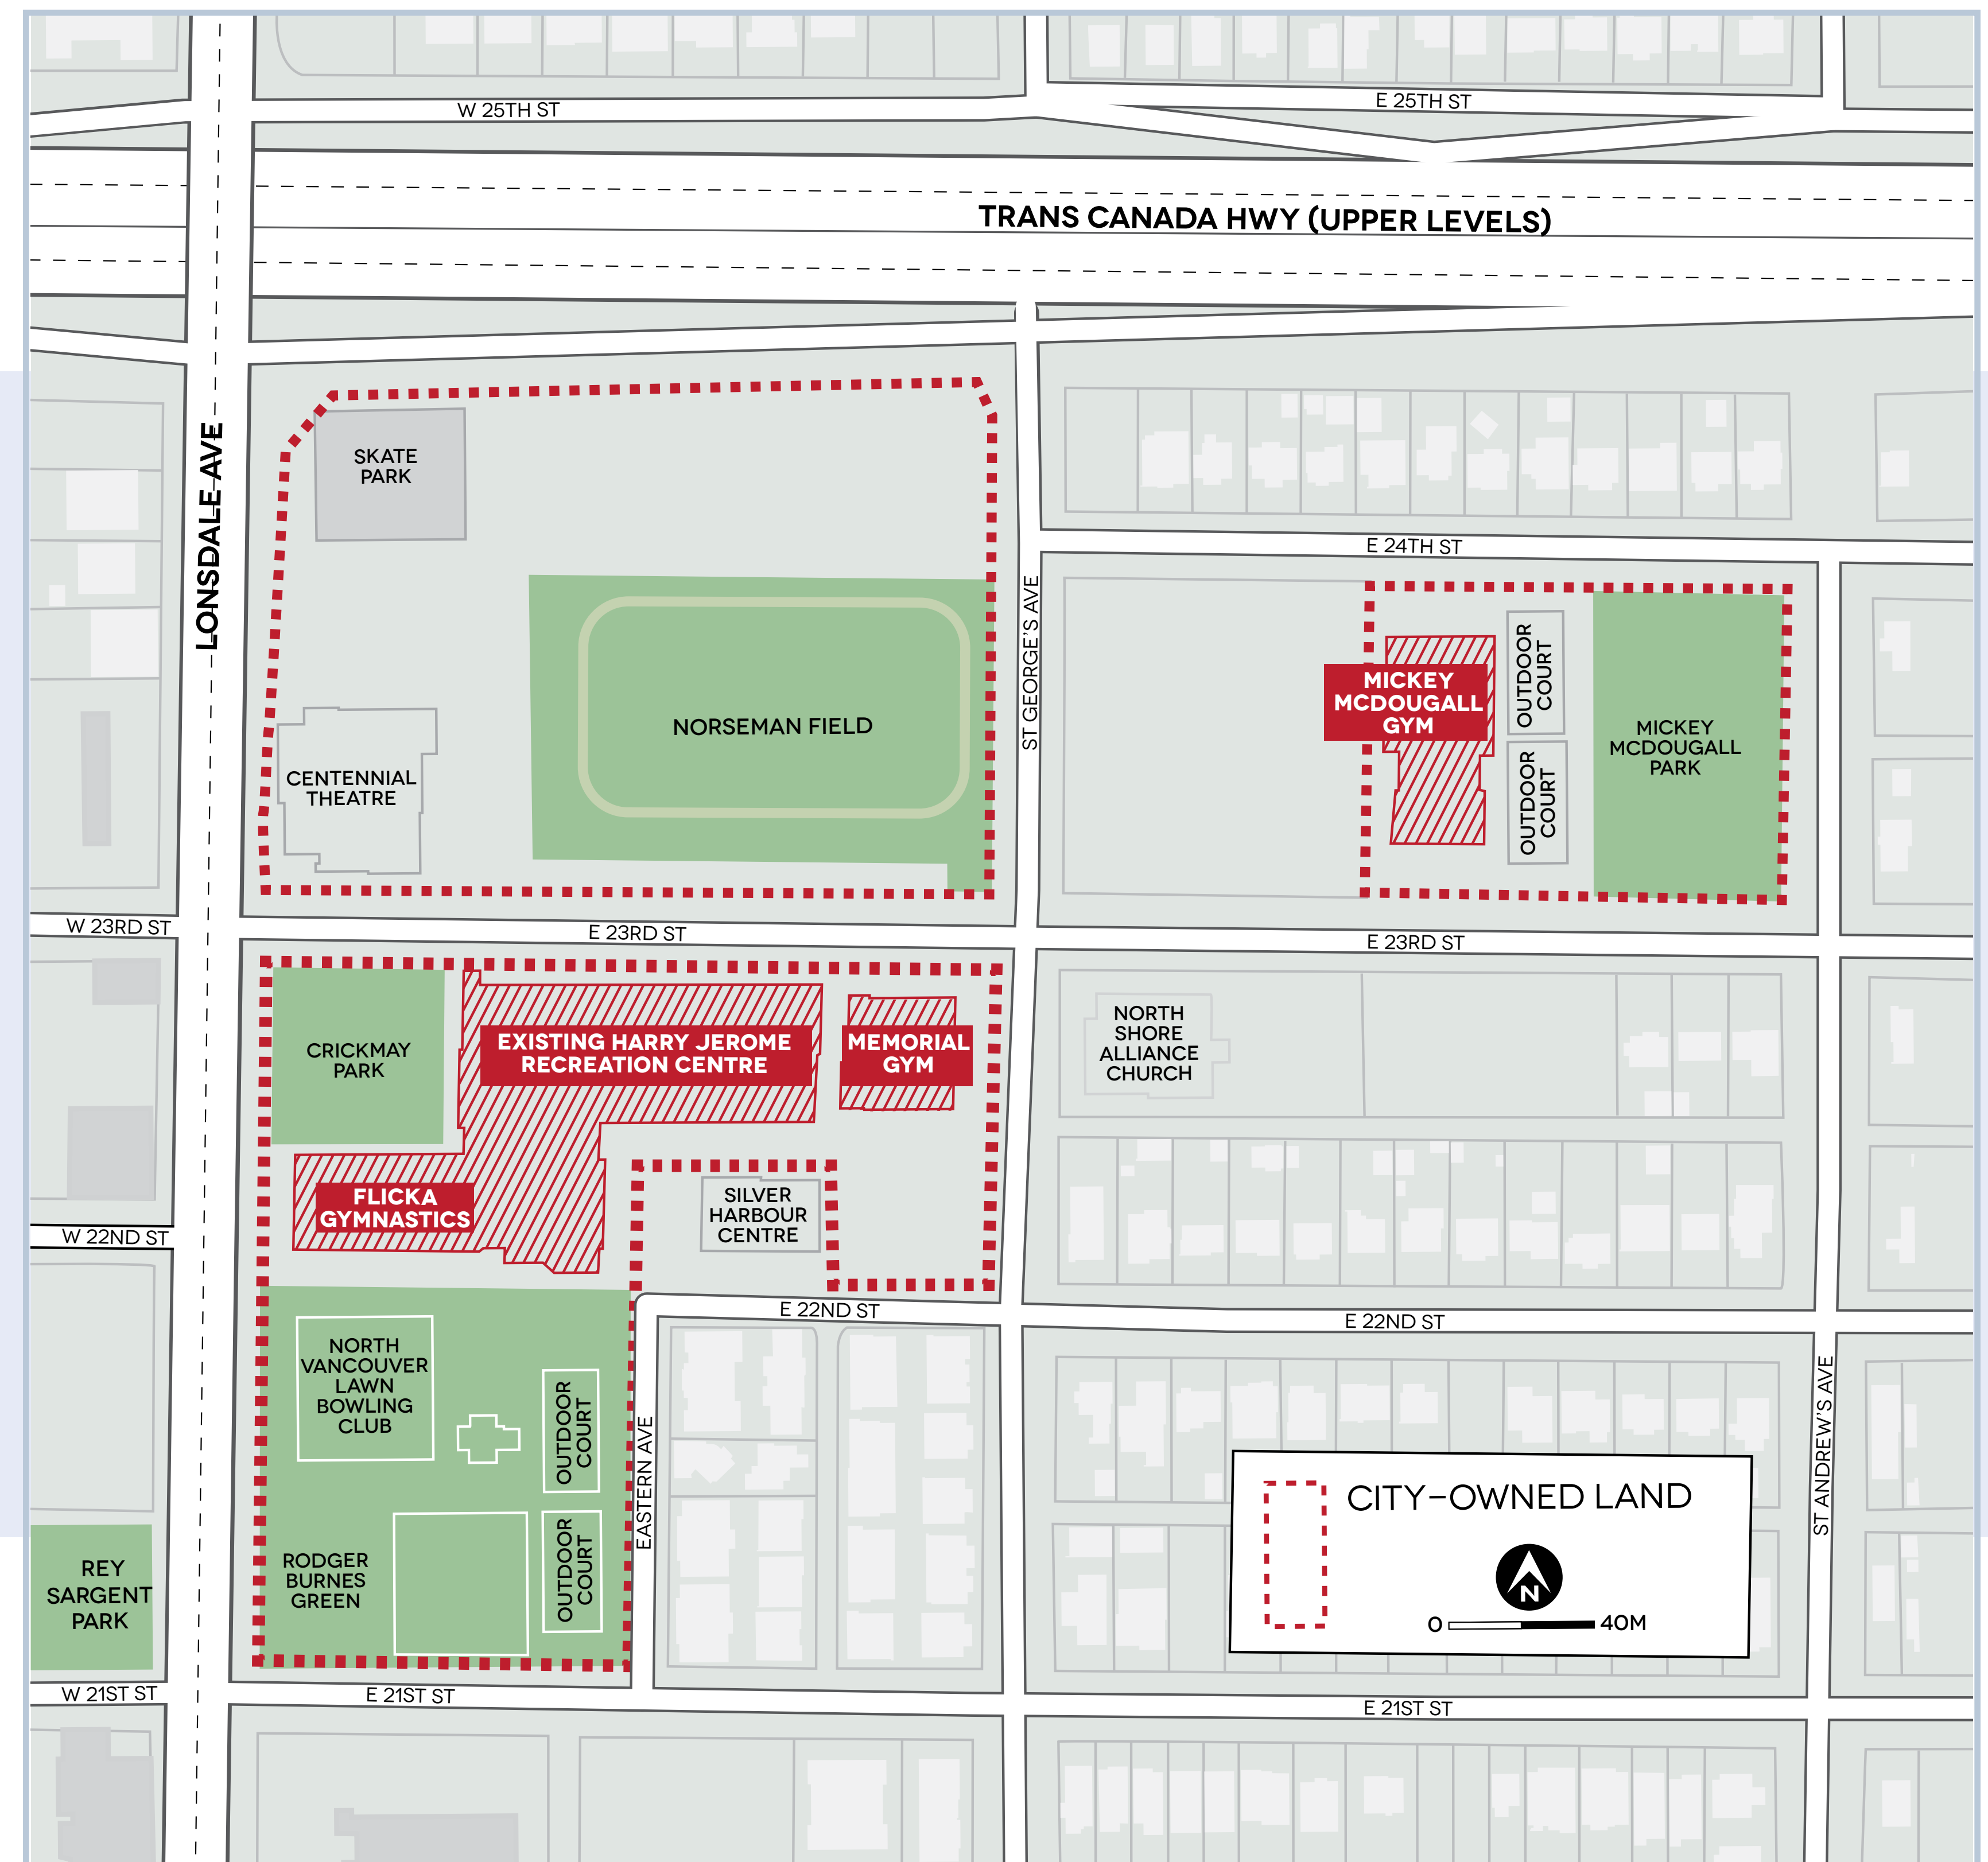 W 25TH ST
E 25TH ST
TRANS CANADA HWY (UPPER LEVELS)
LONSDALE AVE
SKATE
PARK
E 24TH ST
ST GEORGE'S AVE
NORSEMAN FIELD
CENTENNIAL
THEATRE
MICKEY
MCDOUGALL
GYM
OUTDOOR
COURT
OUTDOOR
COURT
MICKEY
MCDOUGALL
PARK
W 23RD ST
E 23RD ST
E 23RD ST
CRICKMAY
PARK
EXISTING HARRY JEROME
RECREATION CENTRE
MEMORIAL
GYM
NORTH
SHORE
ALLIANCE
CHURCH
FLICKA
GYMNASTICS
SILVER
HARBOUR
CENTRE
W 22ND ST
E 22ND ST
E 22ND ST
NORTH
VANCOUVER
LAWN
BOWLING
CLUB
OUTDOOR
COURT
EASTERN AVE
ST ANDREW'S AVE
OUTDOOR
COURT
RODGER
BURNES
GREEN
REY
SARGENT
PARK
CITY-OWNED LAND
N
0 40M
W 21ST ST
E 21ST ST
E 21ST ST